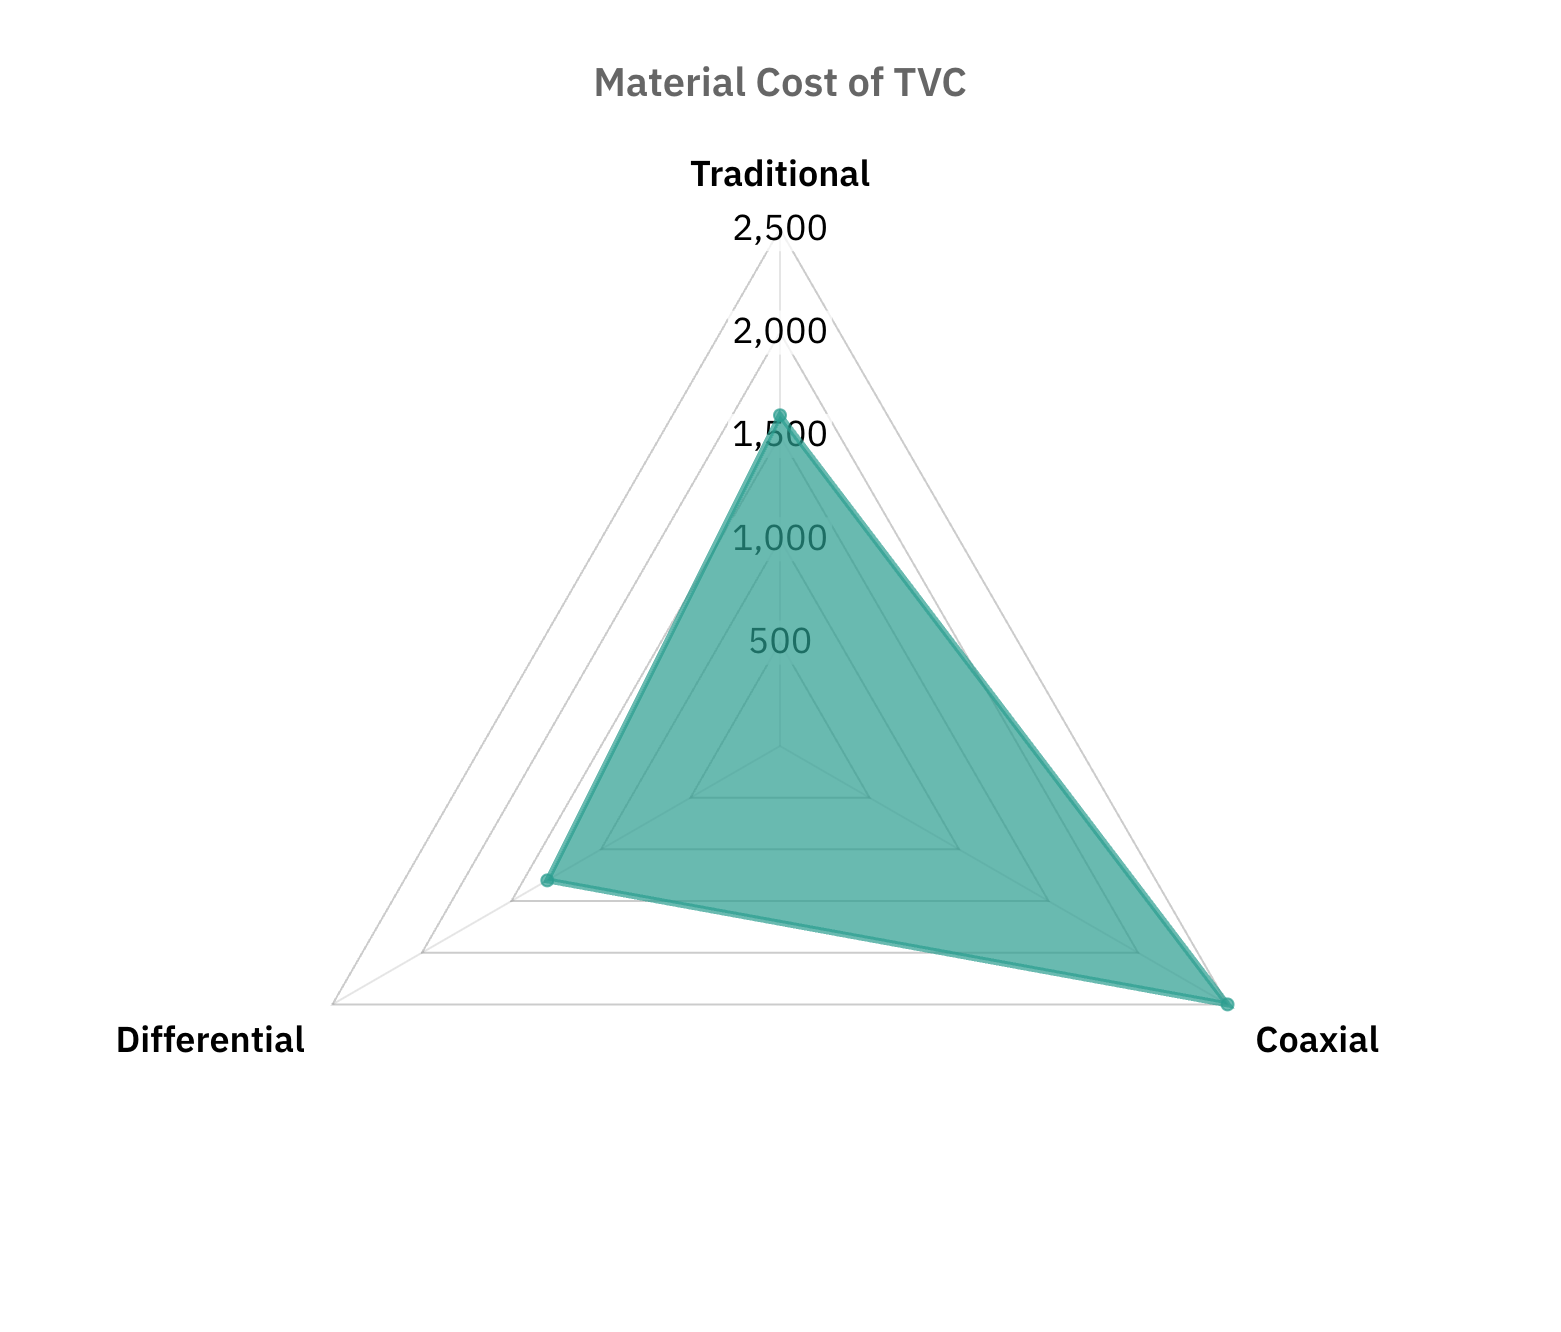 Material Cost of TVC
Traditional
2,500
2,000
1,500
1,000
500
Differential
Coaxial